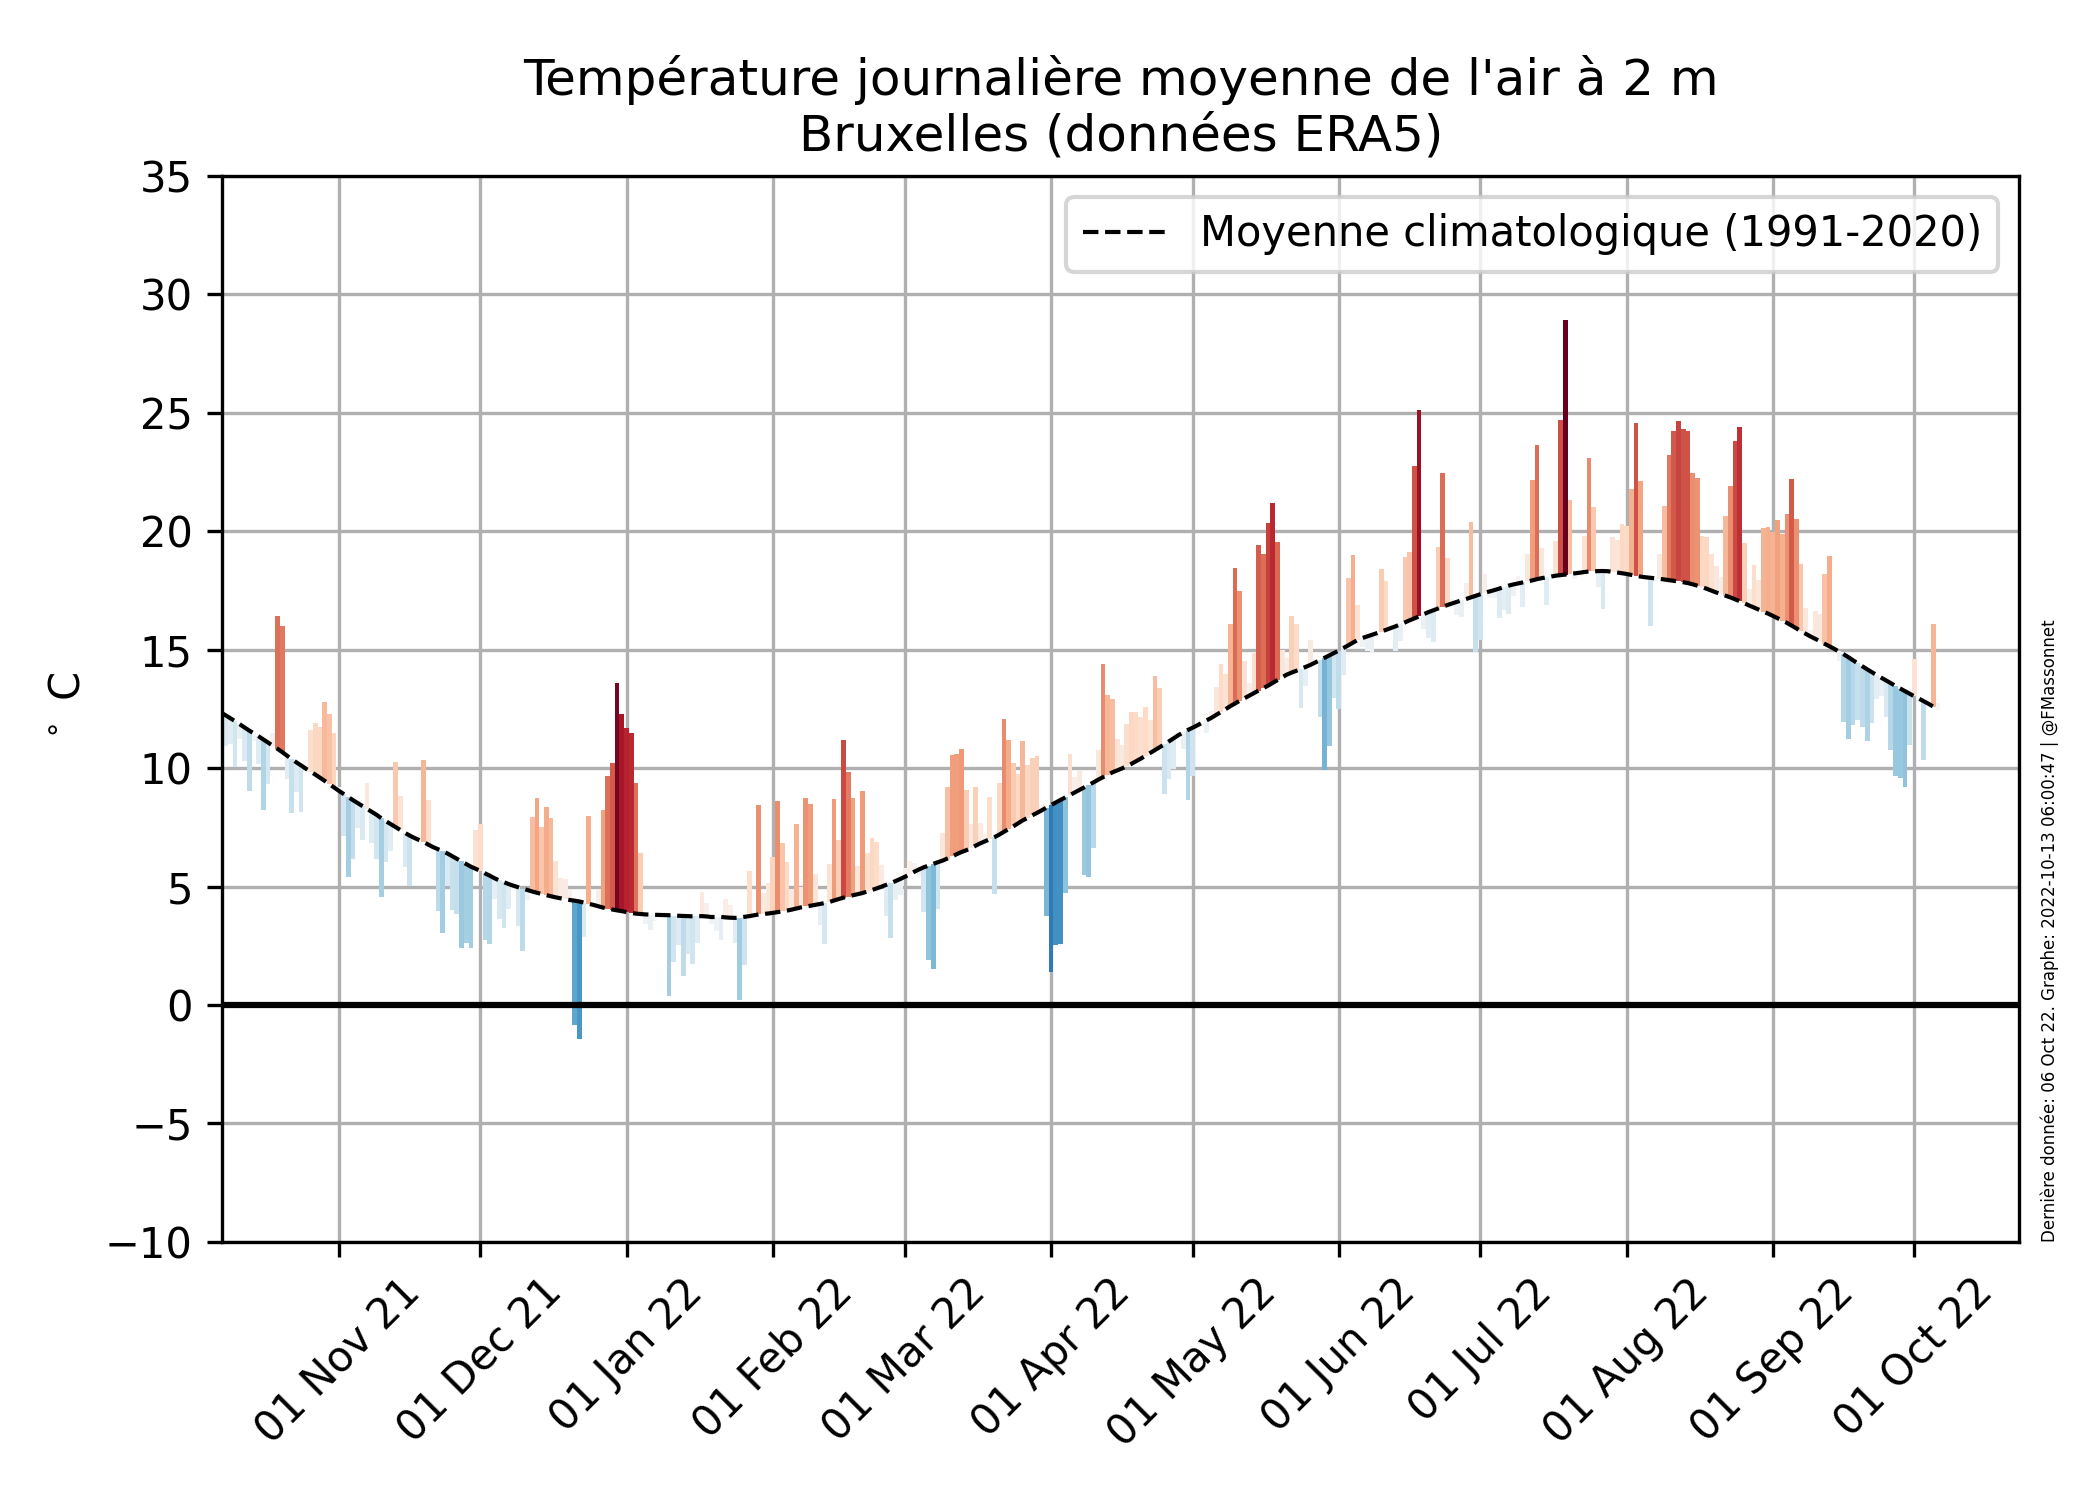 Température journalière moyenne de l'air à 2 m
Bruxelles (données ERA5)
Moyenne climatologique (1991-2020)
° C
35
30
25
20
15
10
5
0
−5
−10
01 Nov 21
01 Dec 21
01 Jan 22
01 Feb 22
01 Mar 22
01 Apr 22
01 May 22
01 Jun 22
01 Jul 22
01 Aug 22
01 Sep 22
01 Oct 22
Dernière donnée: 06 Oct 22. Graphe: 2022-10-13 06:00:47 | @FMassonnet